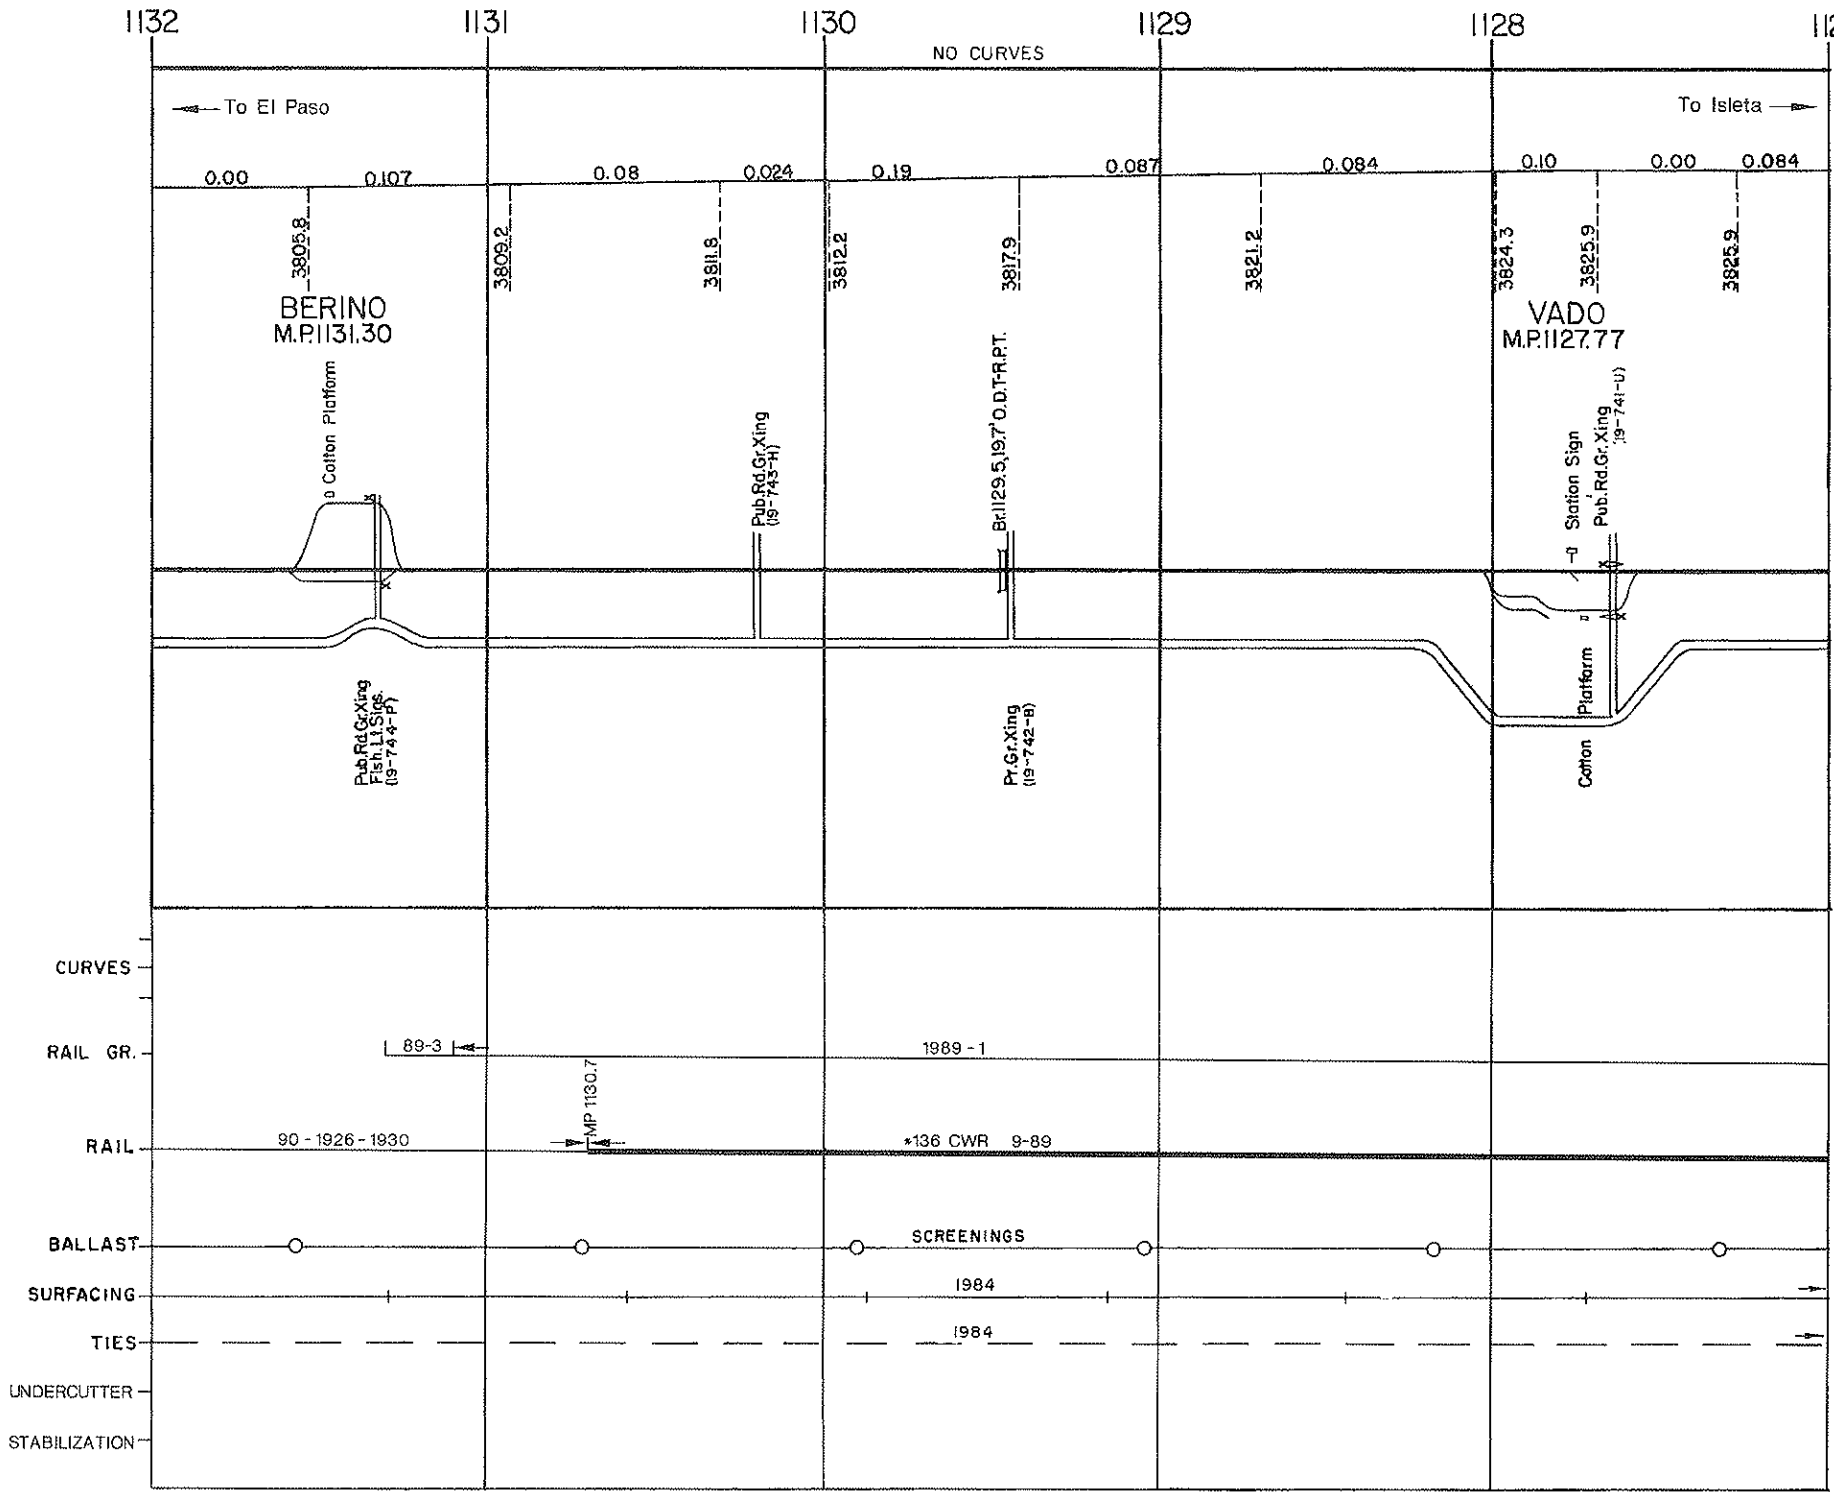 1132 1131 1130 1129 1128 112
NO CURVES
To El Paso
To Isleta
0.00 0.107 0.08 0.024 0.19 0.087 0.084 0.10 0.00 0.084
3805.8
3809.2
3811.8
3812.2
3817.9
3821.2
3824.3
3825.9
3825.9
BERINO
M.P.1131.30
VADO
M.P.1127.77
Cotton Platform
Pub.Rd.Gr.Xing
(19-743-H)
Br.1129.5,19.7' O.D.T-R.P.T.
Station Sign
Pub.Rd.Gr.Xing
(19-741-U)
Pub.Rd.Gr.Xing
Flsh.Lt.Sigs.
(19-744-P)
Pr.Gr.Xing
(19-742-B)
Cotton Platform
CURVES
RAIL GR.
89-3
1989-1
RAIL
90-1926-1930
MP 1130.7
*136 CWR 9-89
BALLAST
SCREENINGS
SURFACING
1984
TIES
1984
UNDERCUTTER
STABILIZATION